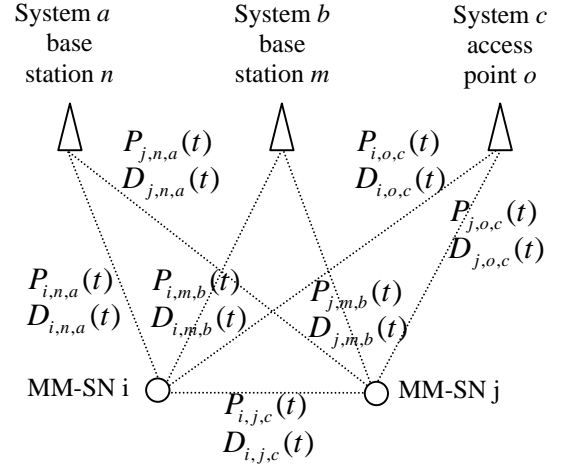 System a
base
station n
System b
base
station m
System c
access
point o
P_{j,n,a}(t)
D_{j,n,a}(t)
P_{i,o,c}(t)
D_{i,o,c}(t)
P_{j,o,c}(t)
D_{j,o,c}(t)
P_{i,n,a}(t)
D_{i,n,a}(t)
P_{i,m,b}(t)
D_{i,m,b}(t)
P_{j,m,b}(t)
D_{j,m,b}(t)
MM-SN i
MM-SN j
P_{i,j,c}(t)
D_{i,j,c}(t)